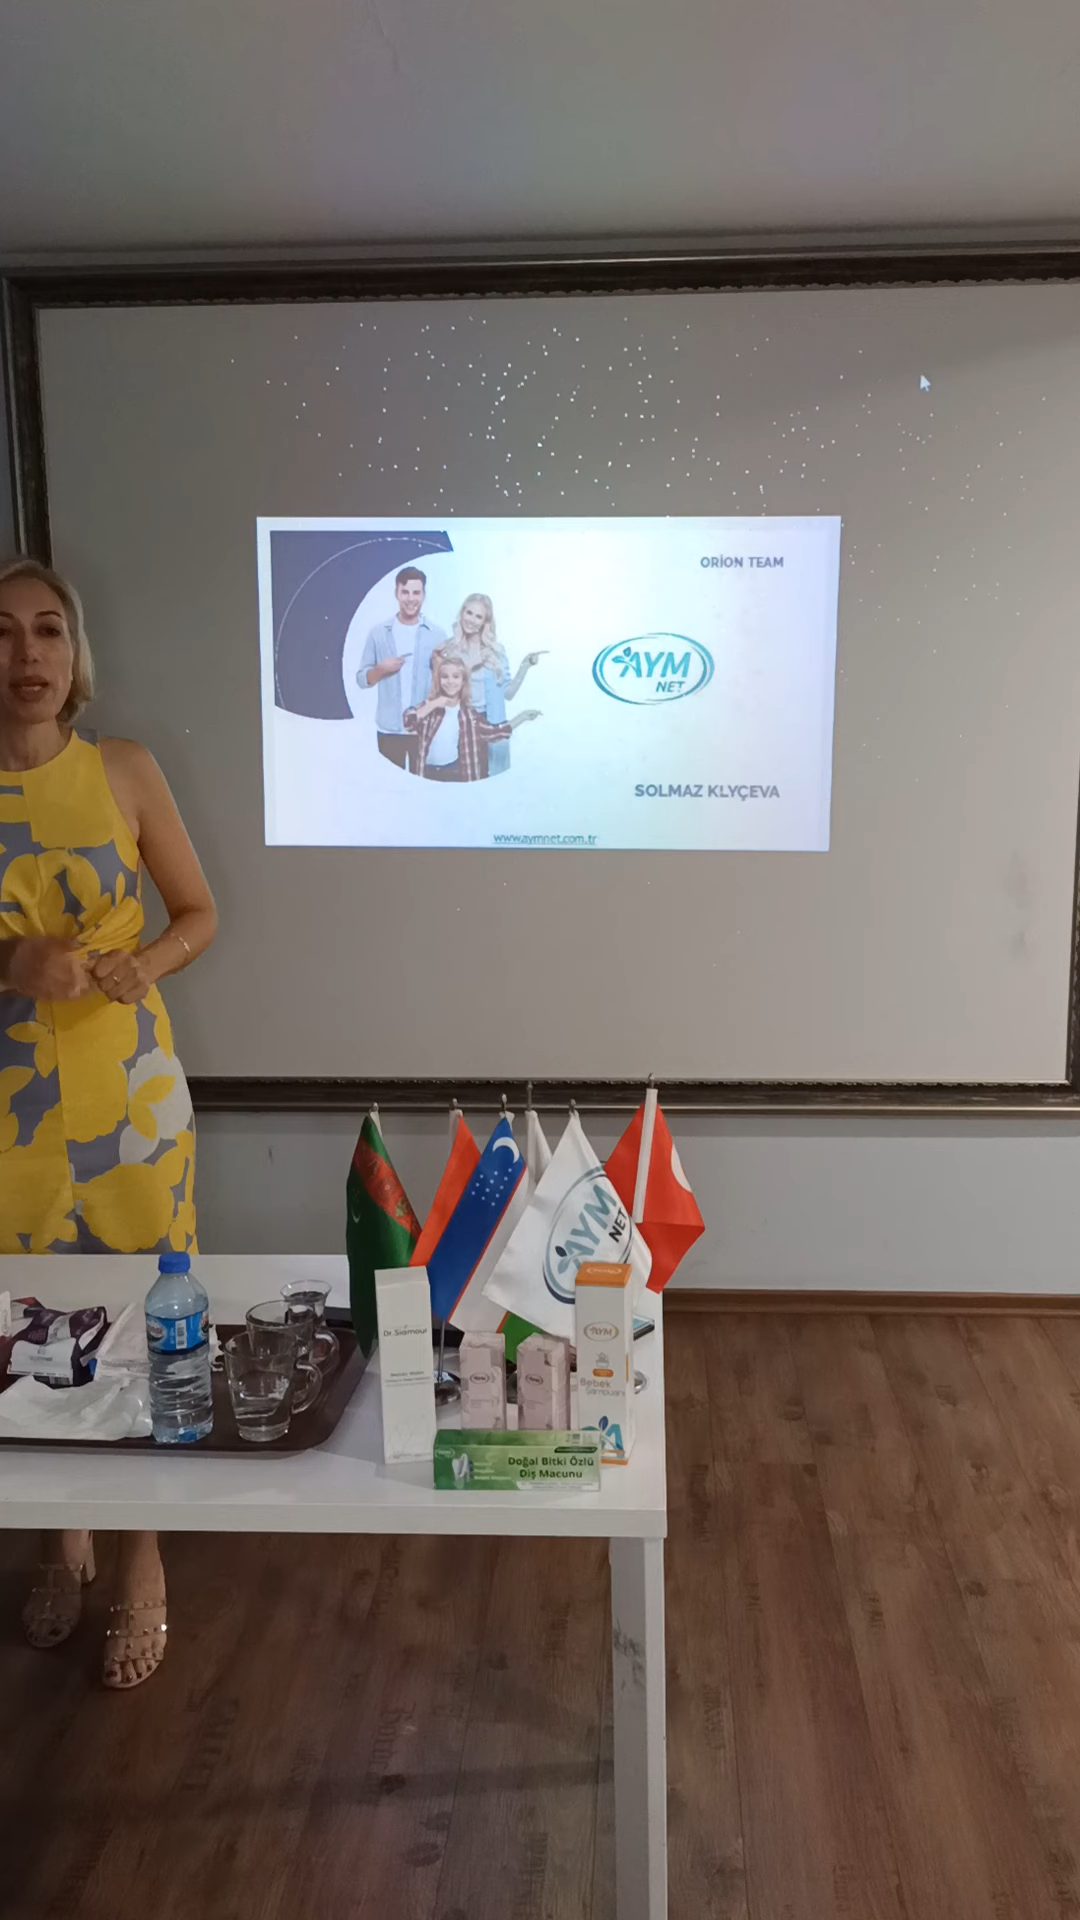 ORİON TEAM
AYM
NET
SOLMAZ KLYÇEVA
www.aymnet.com.tr
AYM
NET
Dr.Siamour
AYM
Bebek
Şampuanı
Doğal Bitki Özlü
Diş Macunu